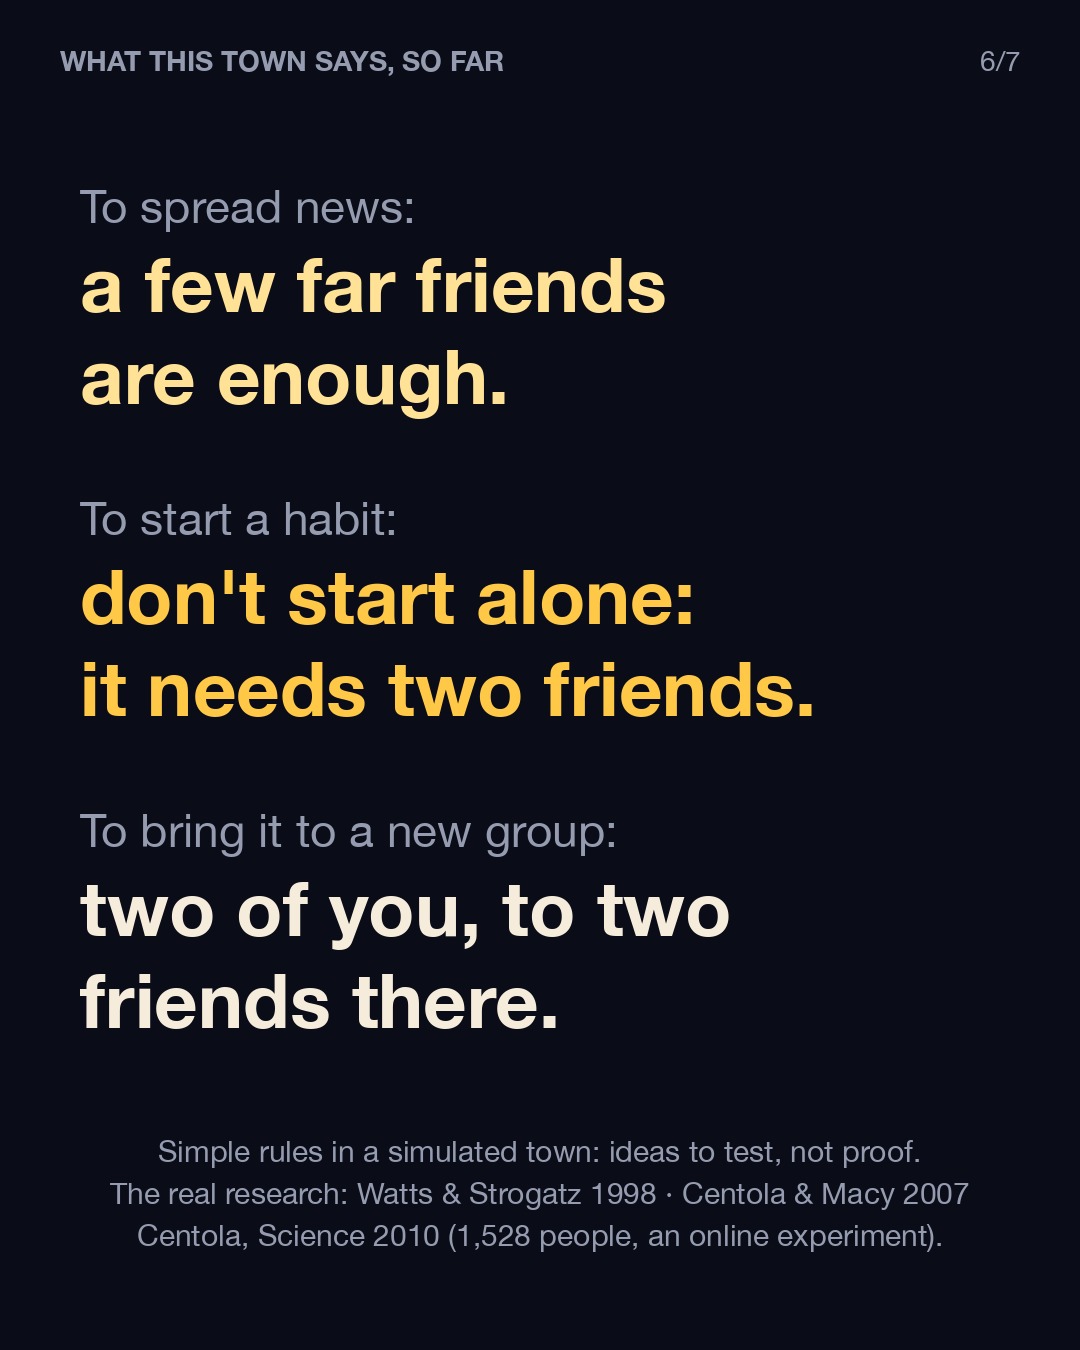 WHAT THIS TOWN SAYS, SO FAR
6/7
To spread news:
a few far friends
are enough.
To start a habit:
don't start alone:
it needs two friends.
To bring it to a new group:
two of you, to two
friends there.
Simple rules in a simulated town: ideas to test, not proof.
The real research: Watts & Strogatz 1998 · Centola & Macy 2007
Centola, Science 2010 (1,528 people, an online experiment).